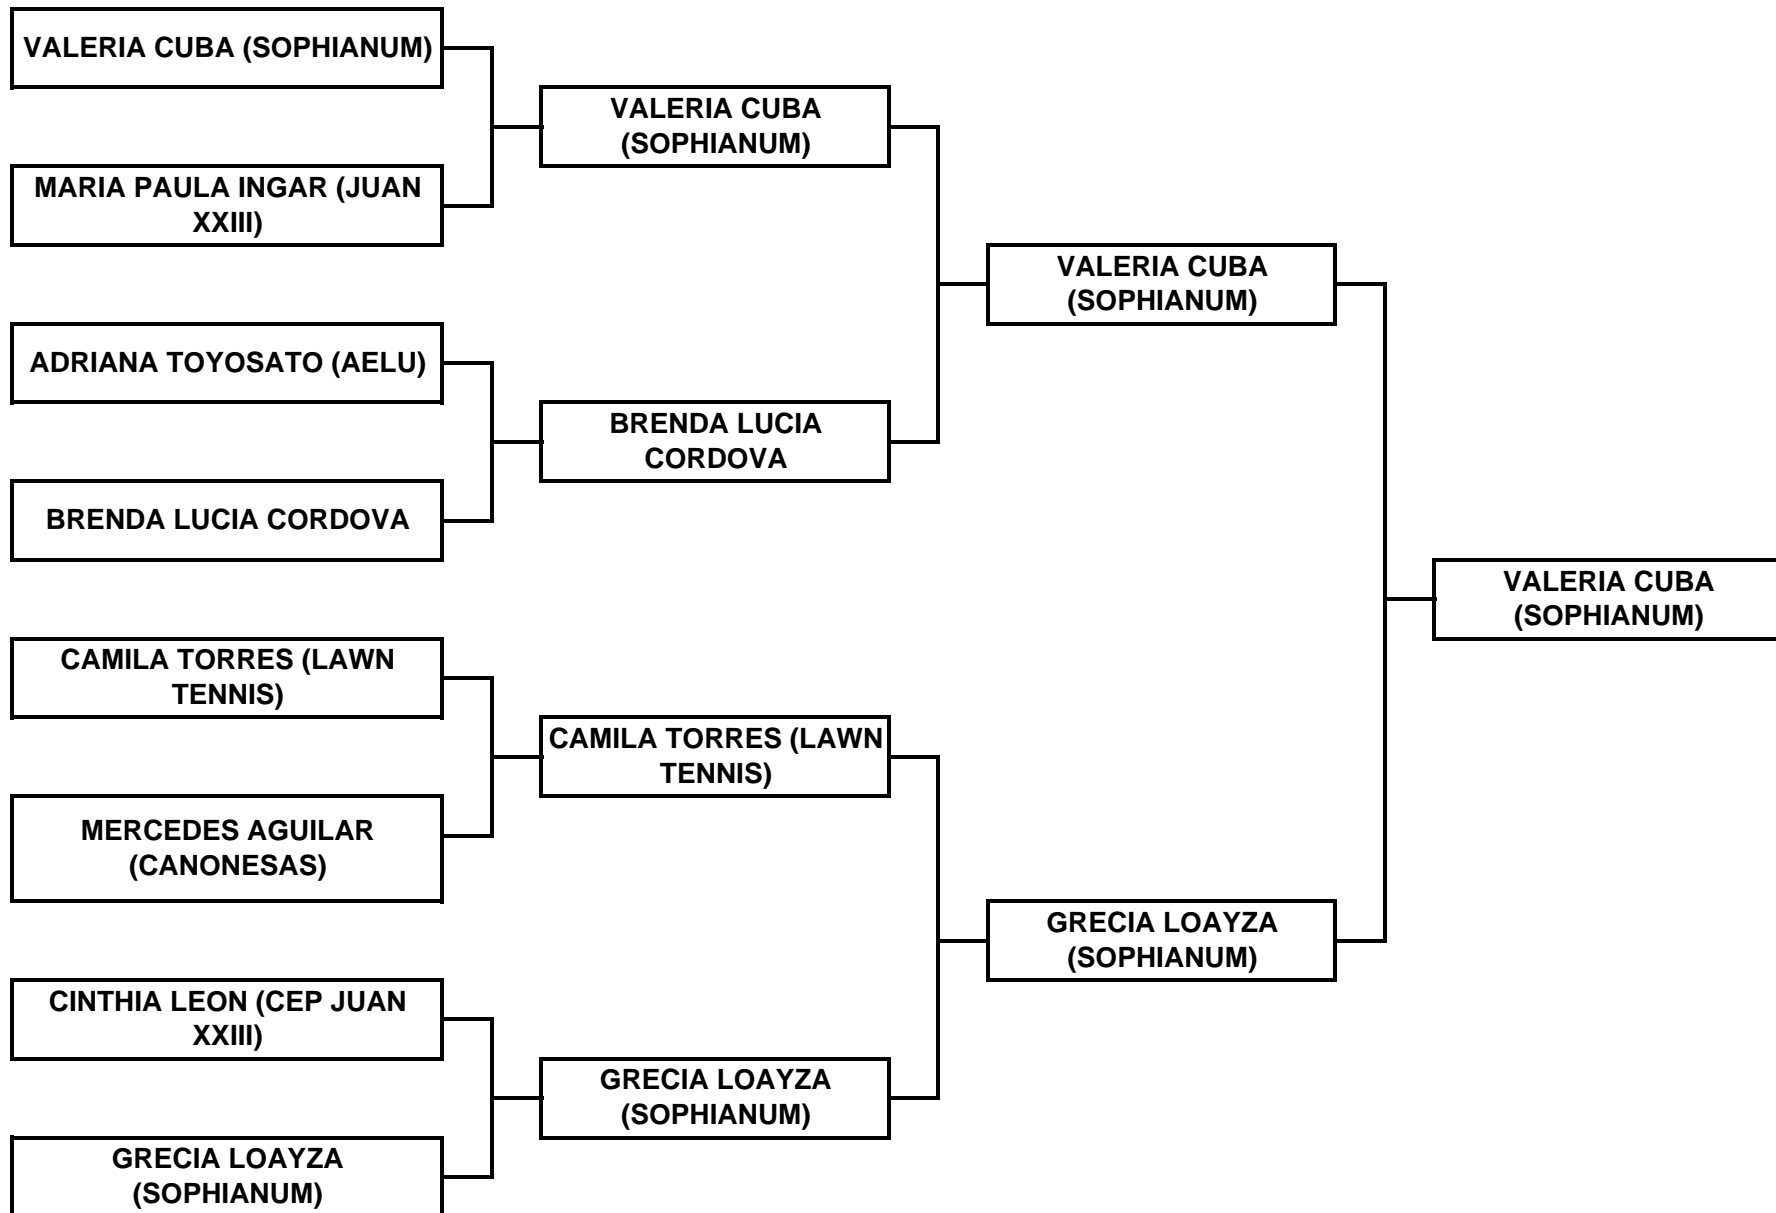 VALERIA CUBA (SOPHIANUM)
VALERIA CUBA
(SOPHIANUM)
MARIA PAULA INGAR (JUAN
XXIII)
VALERIA CUBA
(SOPHIANUM)
ADRIANA TOYOSATO (AELU)
BRENDA LUCIA
CORDOVA
BRENDA LUCIA CORDOVA
VALERIA CUBA
(SOPHIANUM)
CAMILA TORRES (LAWN
TENNIS)
CAMILA TORRES (LAWN
TENNIS)
MERCEDES AGUILAR
(CANONESAS)
GRECIA LOAYZA
(SOPHIANUM)
CINTHIA LEON (CEP JUAN
XXIII)
GRECIA LOAYZA
(SOPHIANUM)
GRECIA LOAYZA
(SOPHIANUM)